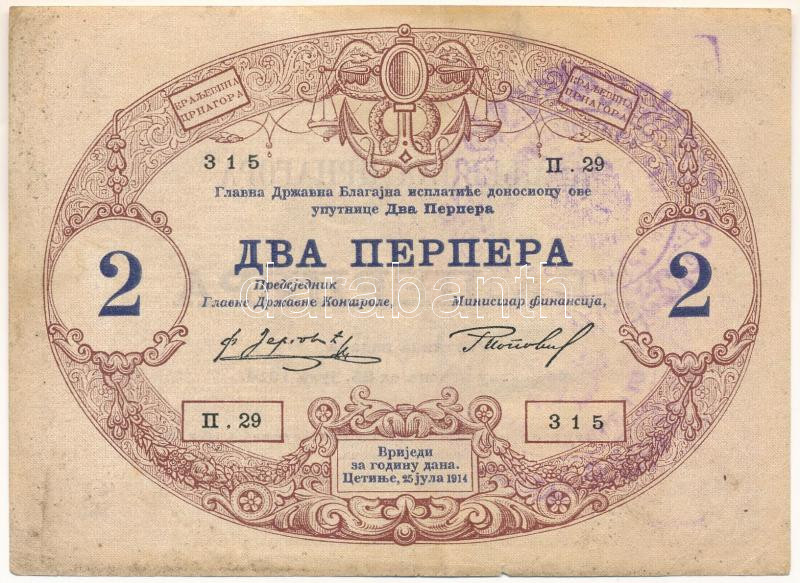 КРАЉЕВИНА
ЦРНАГОРА
КРАЉЕВИНА
ЦРНАГОРА
315 П.29
Главна Државна Благајна исплатиће доносиоцу ове
упутнице Два Перпера
2 ДВА ПЕРПЕРА 2
Предсједник
Главне Државне Контроле, Министар финансија,
П.29 315
Вриједи
за годину дана.
Цетиње, 25 јула 1914
darabanth